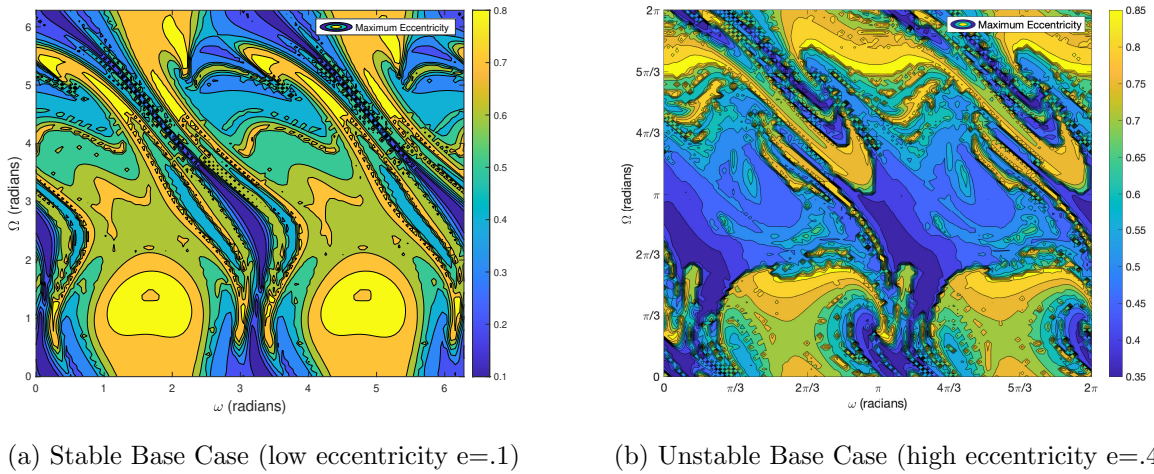 Maximum Eccentricity
6
5
4
3
2
1
0
Ω (radians)
0 1 2 3 4 5 6
ω (radians)
0.8
0.7
0.6
0.5
0.4
0.3
0.2
0.1
Maximum Eccentricity
2π
5π/3
4π/3
π
2π/3
π/3
0
Ω (radians)
0 π/3 2π/3 π 4π/3 5π/3 2π
ω (radians)
0.85
0.8
0.75
0.7
0.65
0.6
0.55
0.5
0.45
0.4
0.35
(a) Stable Base Case (low eccentricity e=.1)
(b) Unstable Base Case (high eccentricity e=.4